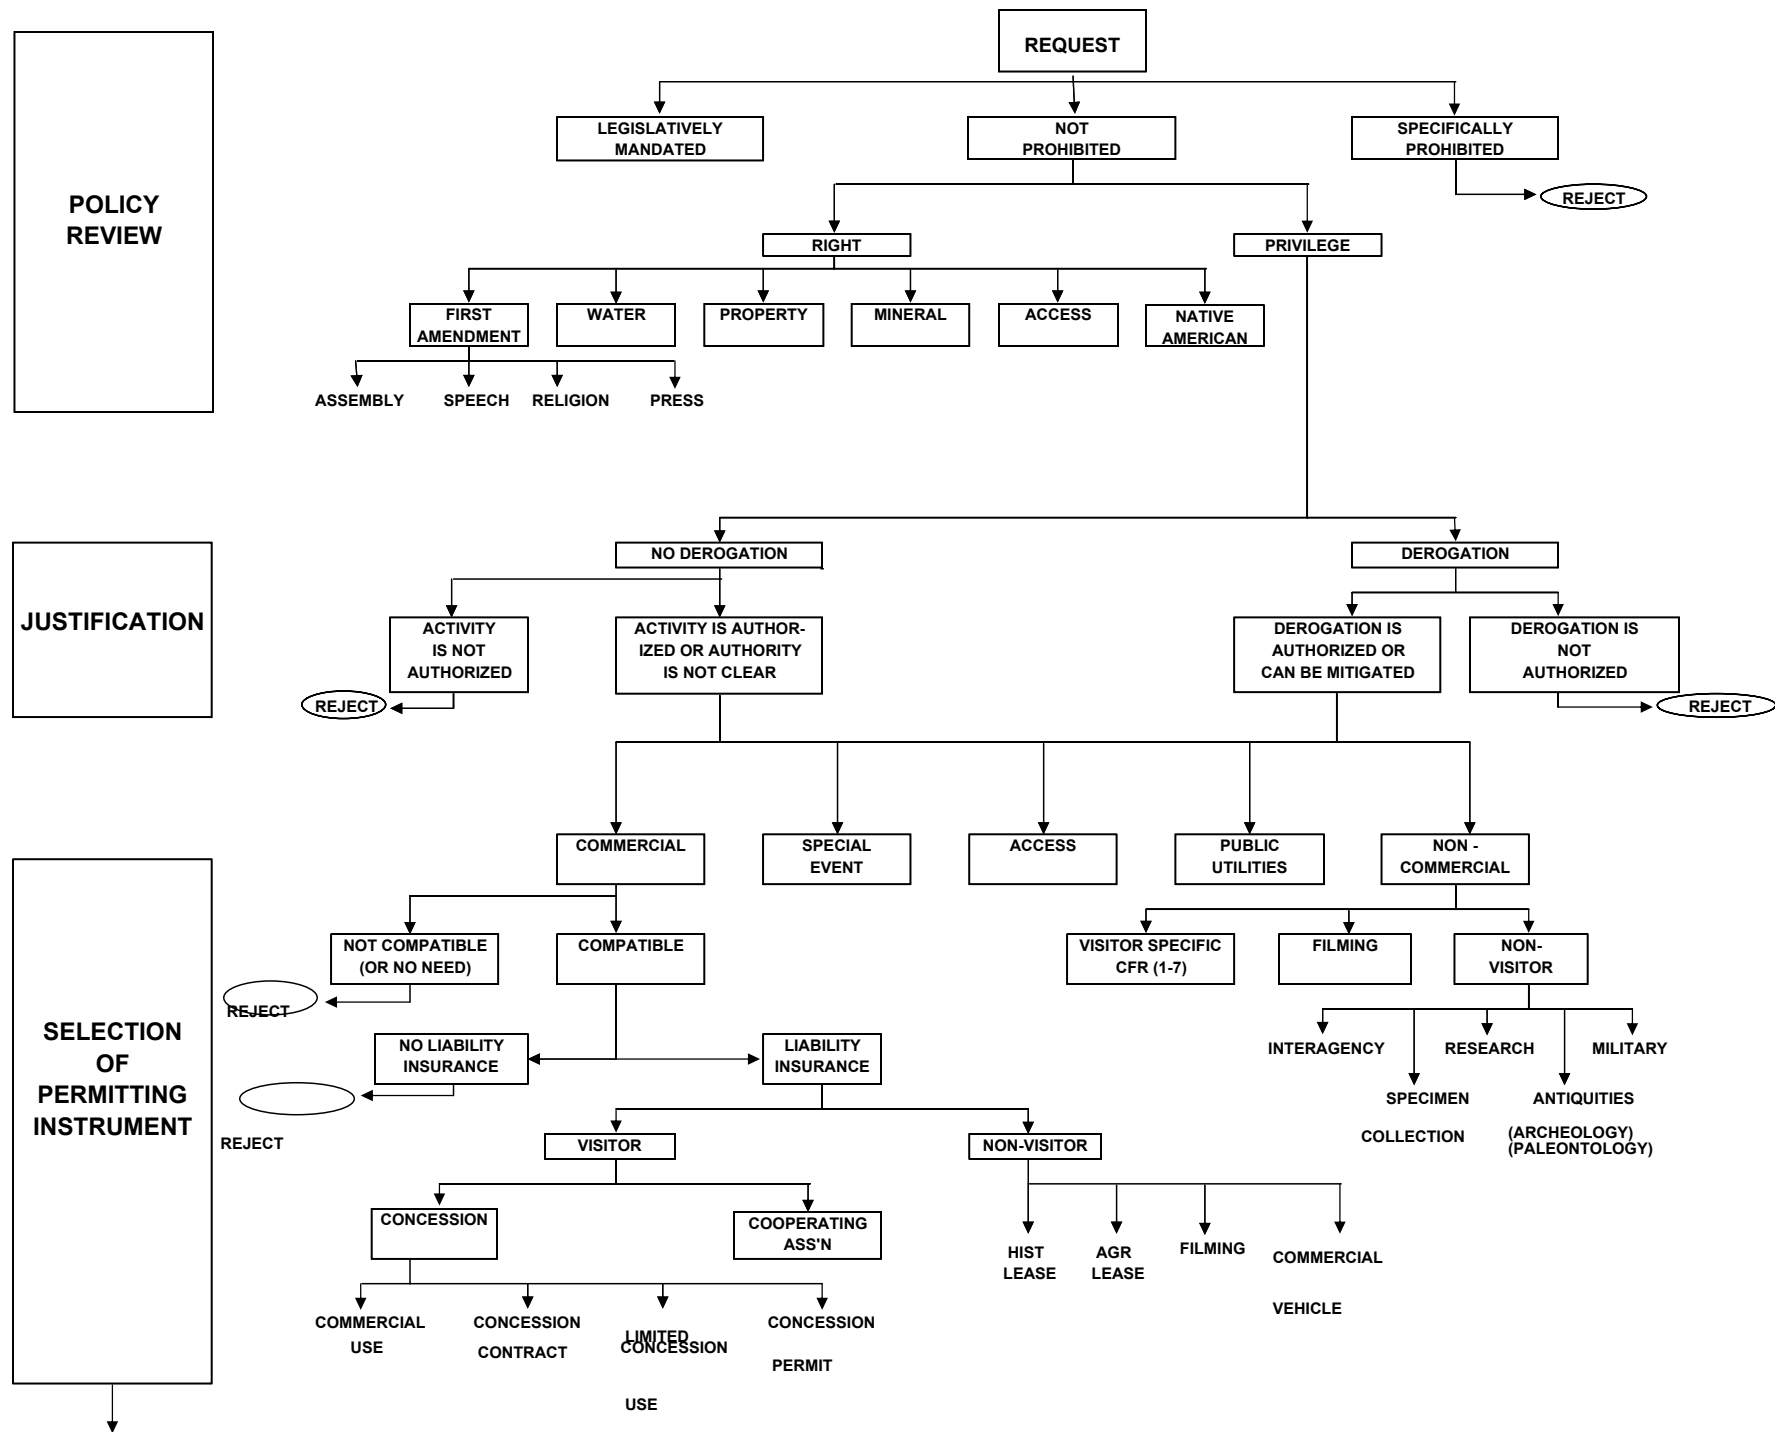 REQUEST
LEGISLATIVELY
MANDATED
NOT
PROHIBITED
SPECIFICALLY
PROHIBITED
REJECT
POLICY
REVIEW
RIGHT
PRIVILEGE
FIRST
AMENDMENT
WATER
PROPERTY
MINERAL
ACCESS
NATIVE
AMERICAN
ASSEMBLY
SPEECH
RELIGION
PRESS
JUSTIFICATION
NO DEROGATION
DEROGATION
ACTIVITY
IS NOT
AUTHORIZED
ACTIVITY IS AUTHOR-
IZED OR AUTHORITY
IS NOT CLEAR
DEROGATION IS
AUTHORIZED OR
CAN BE MITIGATED
DEROGATION IS
NOT
AUTHORIZED
REJECT
REJECT
SELECTION
OF
PERMITTING
INSTRUMENT
COMMERCIAL
SPECIAL
EVENT
ACCESS
PUBLIC
UTILITIES
NON -
COMMERCIAL
NOT COMPATIBLE
(OR NO NEED)
COMPATIBLE
VISITOR SPECIFIC
CFR (1-7)
FILMING
NON-
VISITOR
REJECT
NO LIABILITY
INSURANCE
LIABILITY
INSURANCE
INTERAGENCY
RESEARCH
MILITARY
SPECIMEN
COLLECTION
ANTIQUITIES
(ARCHEOLOGY)
(PALEONTOLOGY)
REJECT
VISITOR
NON-VISITOR
CONCESSION
COOPERATING
ASS'N
HIST
LEASE
AGR
LEASE
FILMING
COMMERCIAL
VEHICLE
COMMERCIAL
USE
CONCESSION
CONTRACT
LIMITED
CONCESSION
USE
CONCESSION
PERMIT